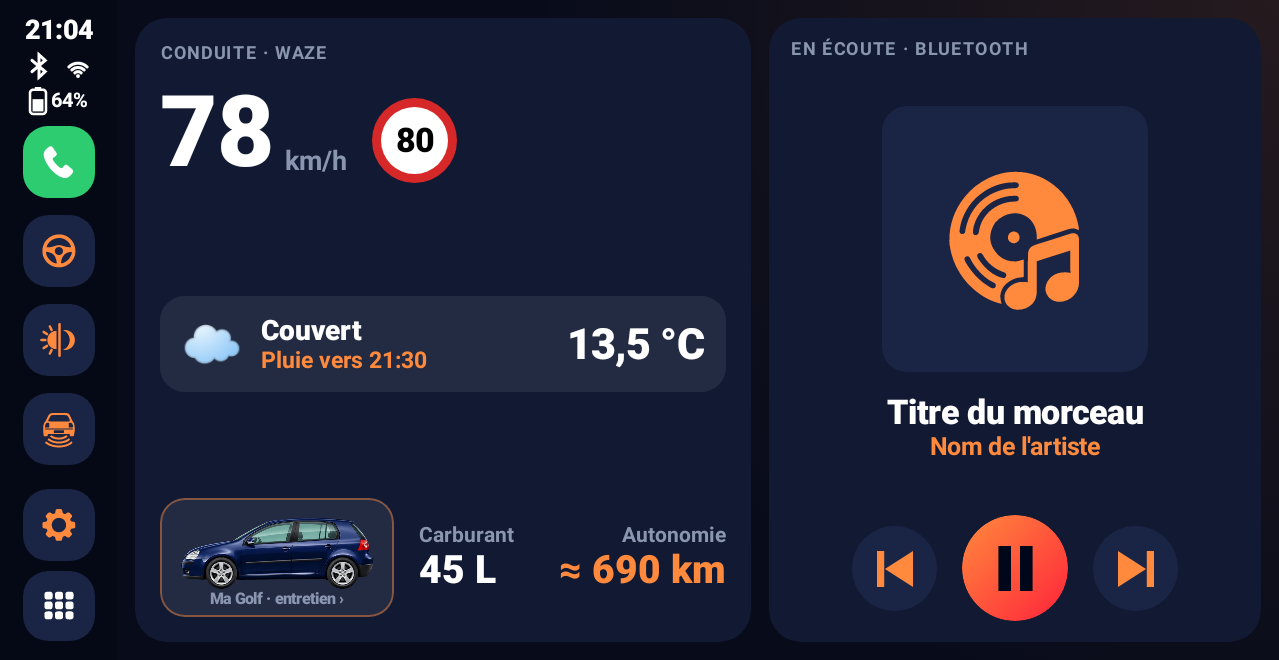 21:04
64%
CONDUITE · WAZE
78 km/h
80
Couvert
Pluie vers 21:30
13,5 °C
Ma Golf · entretien ›
Carburant
45 L
Autonomie
≈ 690 km
EN ÉCOUTE · BLUETOOTH
Titre du morceau
Nom de l'artiste